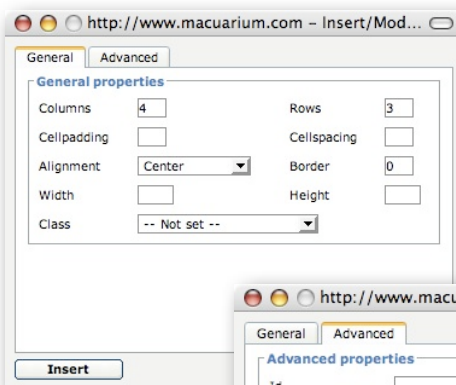 http://www.macuarium.com – Insert/Mod...
General Advanced
General properties
Columns 4 Rows 3
Cellpadding Cellspacing
Alignment Center Border 0
Width Height
Class -- Not set --
http://www.macu
General Advanced
Advanced properties
Insert